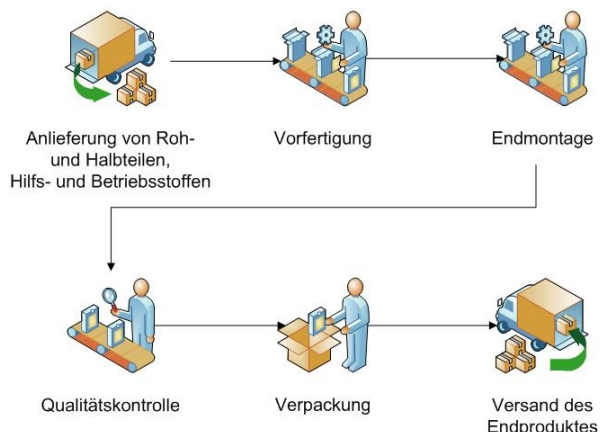 Anlieferung von Roh-
und Halbteilen,
Hilfs- und Betriebsstoffen
Vorfertigung
Endmontage
Qualitätskontrolle
Verpackung
Versand des
Endproduktes